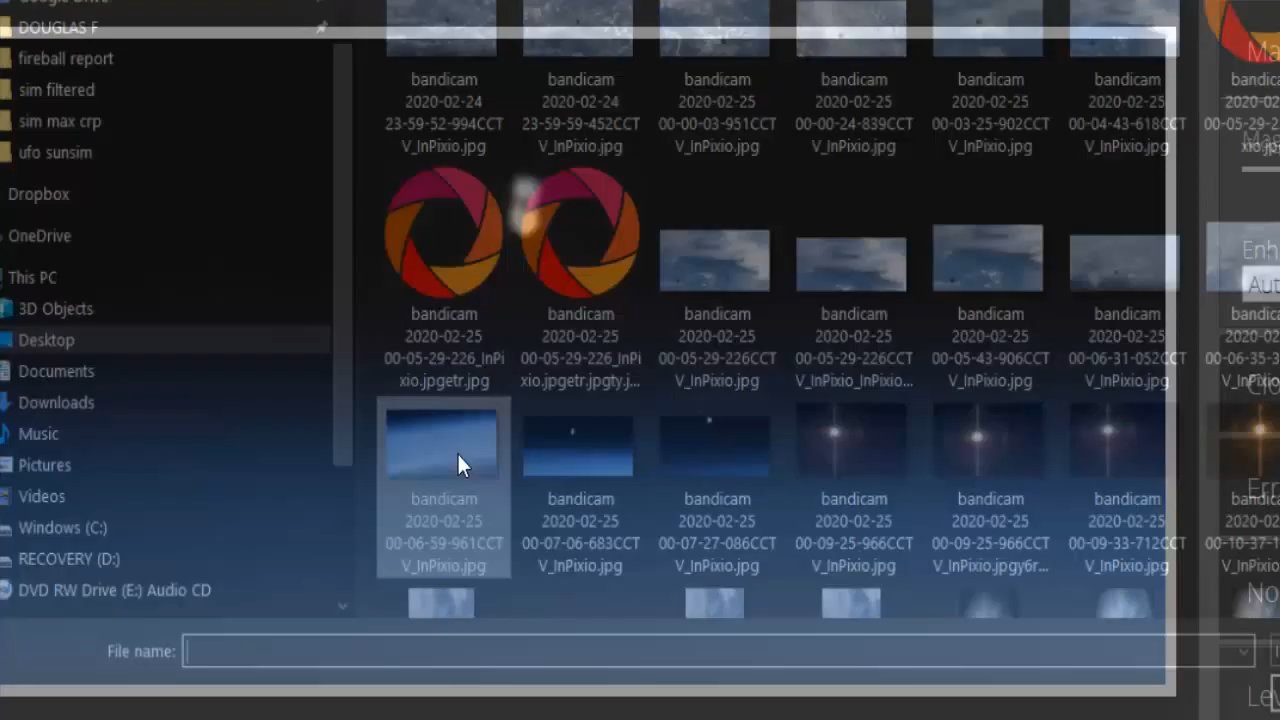 DOUGLAS F
fireball report
sim filtered
sim max crp
ufo sunsim
Dropbox
OneDrive
This PC
3D Objects
Desktop
Documents
Downloads
Music
Pictures
Videos
Windows (C:)
RECOVERY (D:)
DVD RW Drive (E:) Audio CD
bandicam
2020-02-24
23-59-52-994CCT
V_InPixio.jpg
bandicam
2020-02-24
23-59-59-452CCT
V_InPixio.jpg
bandicam
2020-02-25
00-00-03-951CCT
V_InPixio.jpg
bandicam
2020-02-25
00-00-24-839CCT
V_InPixio.jpg
bandicam
2020-02-25
00-03-25-902CCT
V_InPixio.jpg
bandicam
2020-02-25
00-04-43-618CCT
V_InPixio.jpg
bandicam
2020-02-25
00-05-29-226_InPi
xio.jpgetr.jpg
bandicam
2020-02-25
00-05-29-226_InPi
xio.jpgetr.jpgty.j...
bandicam
2020-02-25
00-05-29-226CCT
V_InPixio.jpg
bandicam
2020-02-25
00-05-29-226CCT
V_InPixio_InPixio...
bandicam
2020-02-25
00-05-43-906CCT
V_InPixio.jpg
bandicam
2020-02-25
00-06-31-052CCT
V_InPixio.jpg
bandicam
2020-02-25
00-06-59-961CCT
V_InPixio.jpg
bandicam
2020-02-25
00-07-06-683CCT
V_InPixio.jpg
bandicam
2020-02-25
00-07-27-086CCT
V_InPixio.jpg
bandicam
2020-02-25
00-09-25-966CCT
V_InPixio.jpg
bandicam
2020-02-25
00-09-25-966CCT
V_InPixio.jpgy6r...
bandicam
2020-02-25
00-09-33-712CCT
V_InPixio.jpg
File name: